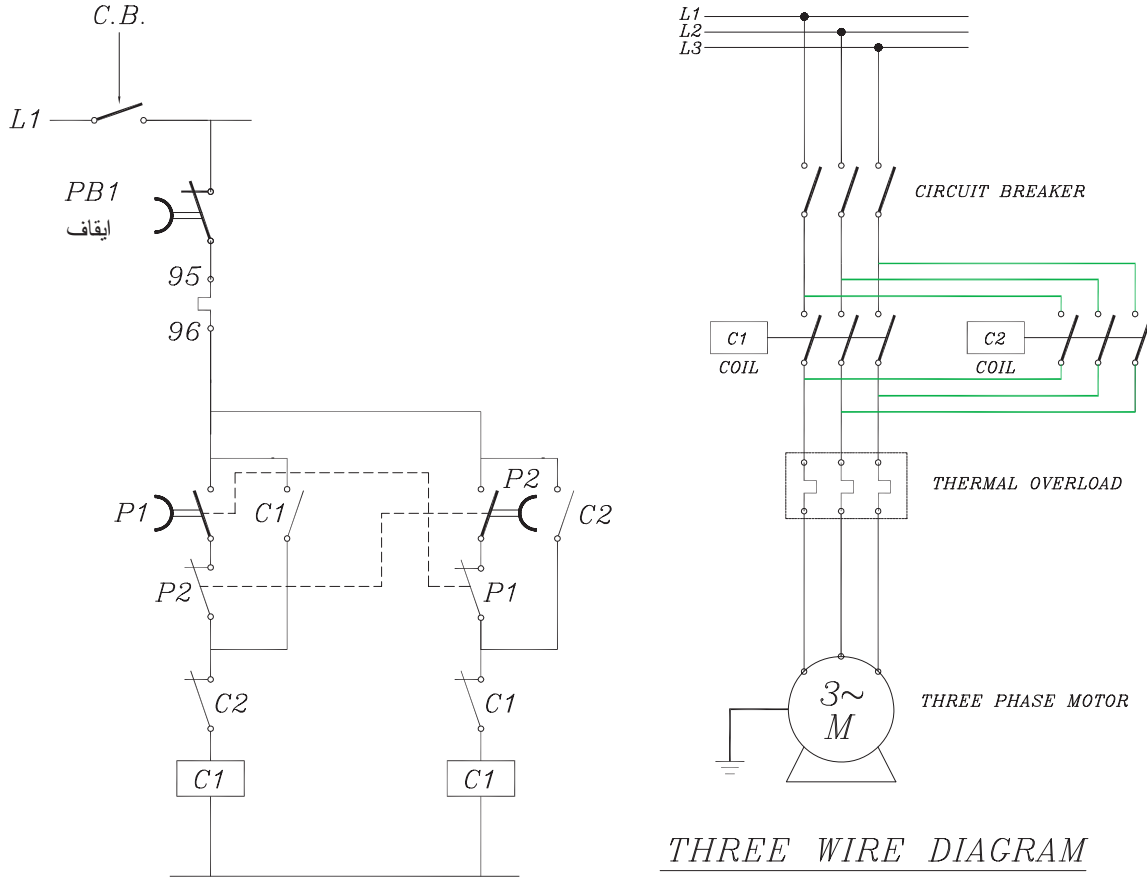 C.B.
L1
PB1
ايقاف
95
96
P1
C1
P2
C2
P2
P1
C2
C1
C1
C1
L1
L2
L3
CIRCUIT BREAKER
C1
COIL
C2
COIL
THERMAL OVERLOAD
3~
M
THREE PHASE MOTOR
THREE WIRE DIAGRAM